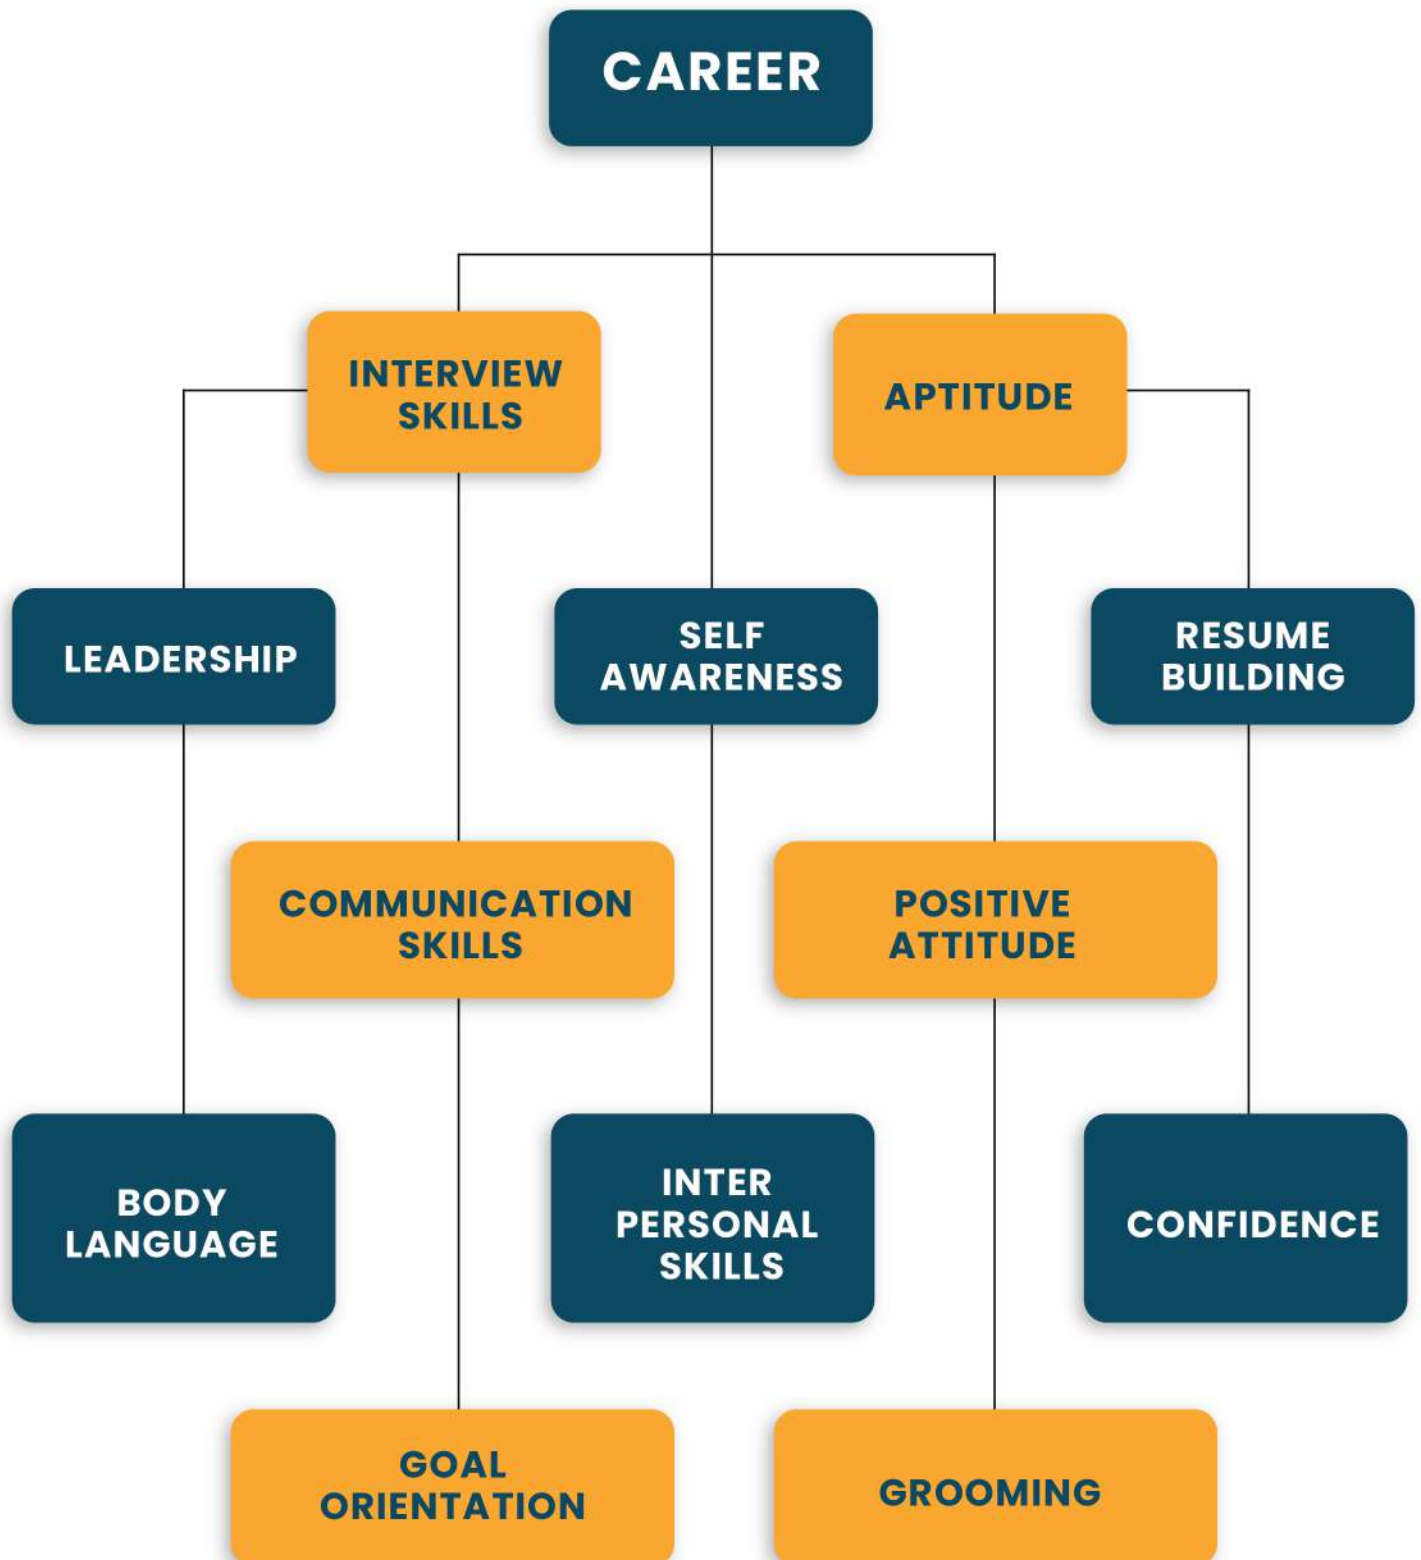 CAREER
INTERVIEW
SKILLS
APTITUDE
LEADERSHIP
SELF
AWARENESS
RESUME
BUILDING
COMMUNICATION
SKILLS
POSITIVE
ATTITUDE
BODY
LANGUAGE
INTER
PERSONAL
SKILLS
CONFIDENCE
GOAL
ORIENTATION
GROOMING